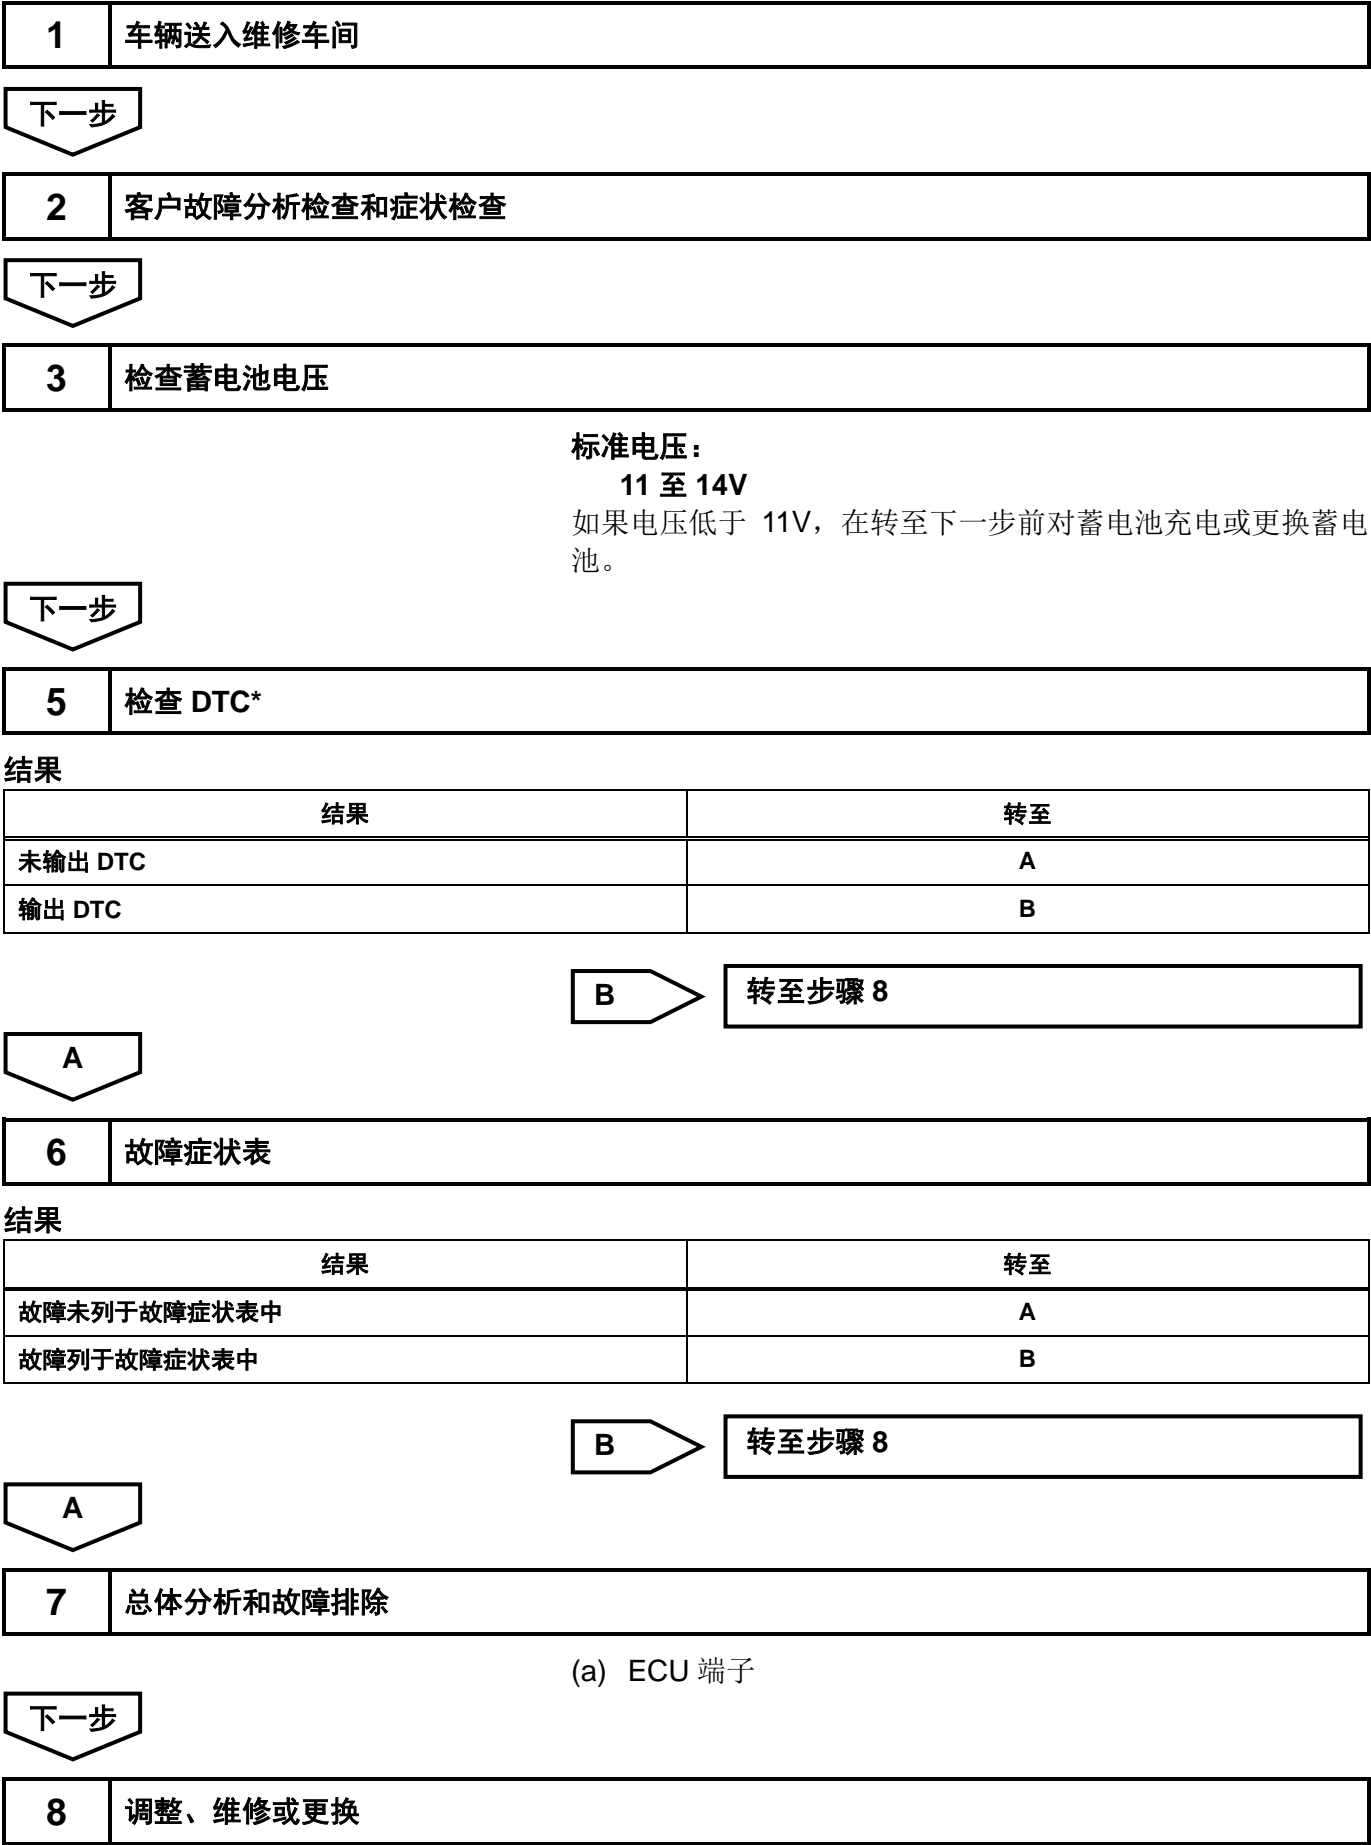 1 车辆送入维修车间
下一步
2 客户故障分析检查和症状检查
下一步
3 检查蓄电池电压
标准电压：
11 至 14V
如果电压低于 11V，在转至下一步前对蓄电池充电或更换蓄电
池。
下一步
5 检查 DTC*
结果
结果 转至
未输出 DTC A
输出 DTC B
B 转至步骤 8
A
6 故障症状表
结果
结果 转至
故障未列于故障症状表中 A
故障列于故障症状表中 B
B 转至步骤 8
A
7 总体分析和故障排除
(a) ECU 端子
下一步
8 调整、维修或更换